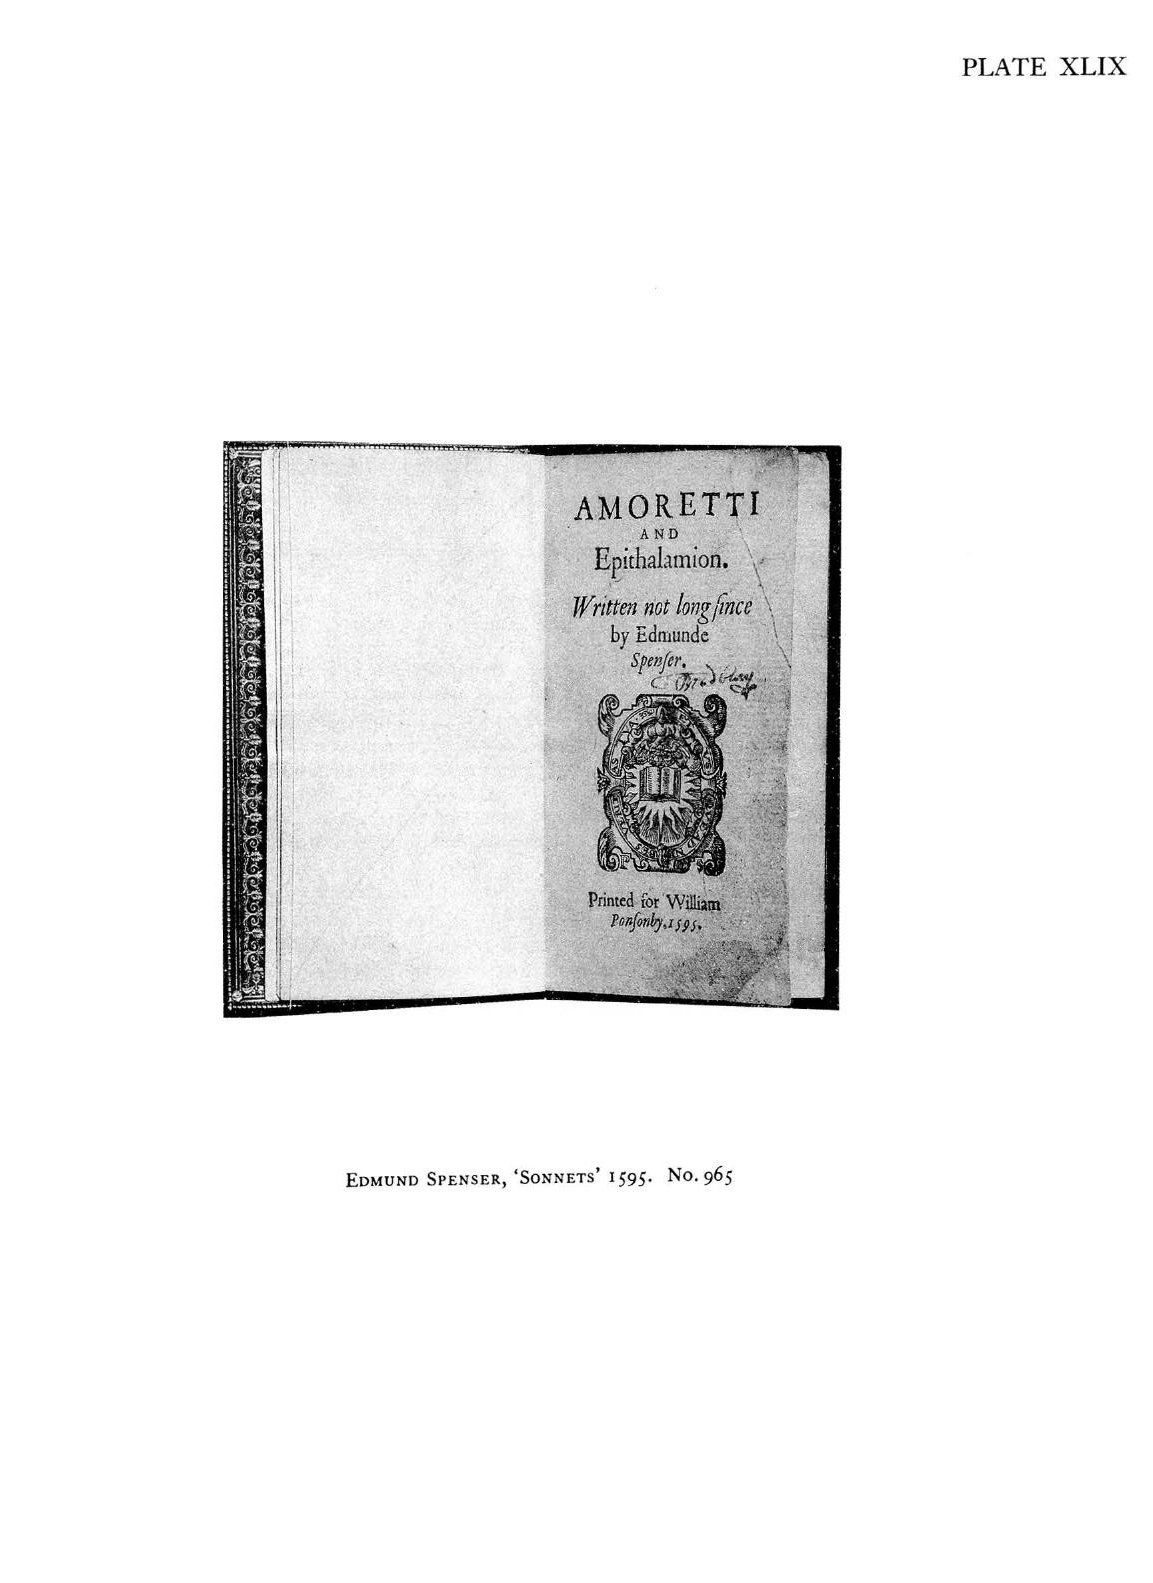 PLATE XLIX
AMORETTI
AND
Epithalamion.
Written not long ſince
by Edmunde
Spenſer.
Printed for William
Ponſonby, 1595.
EDMUND SPENSER, ‘SONNETS’ 1595. No. 965